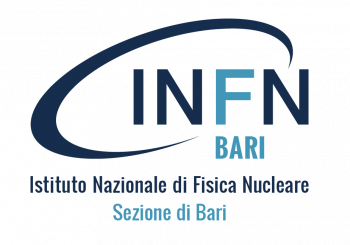 INFN
BARI
Istituto Nazionale di Fisica Nucleare
Sezione di Bari